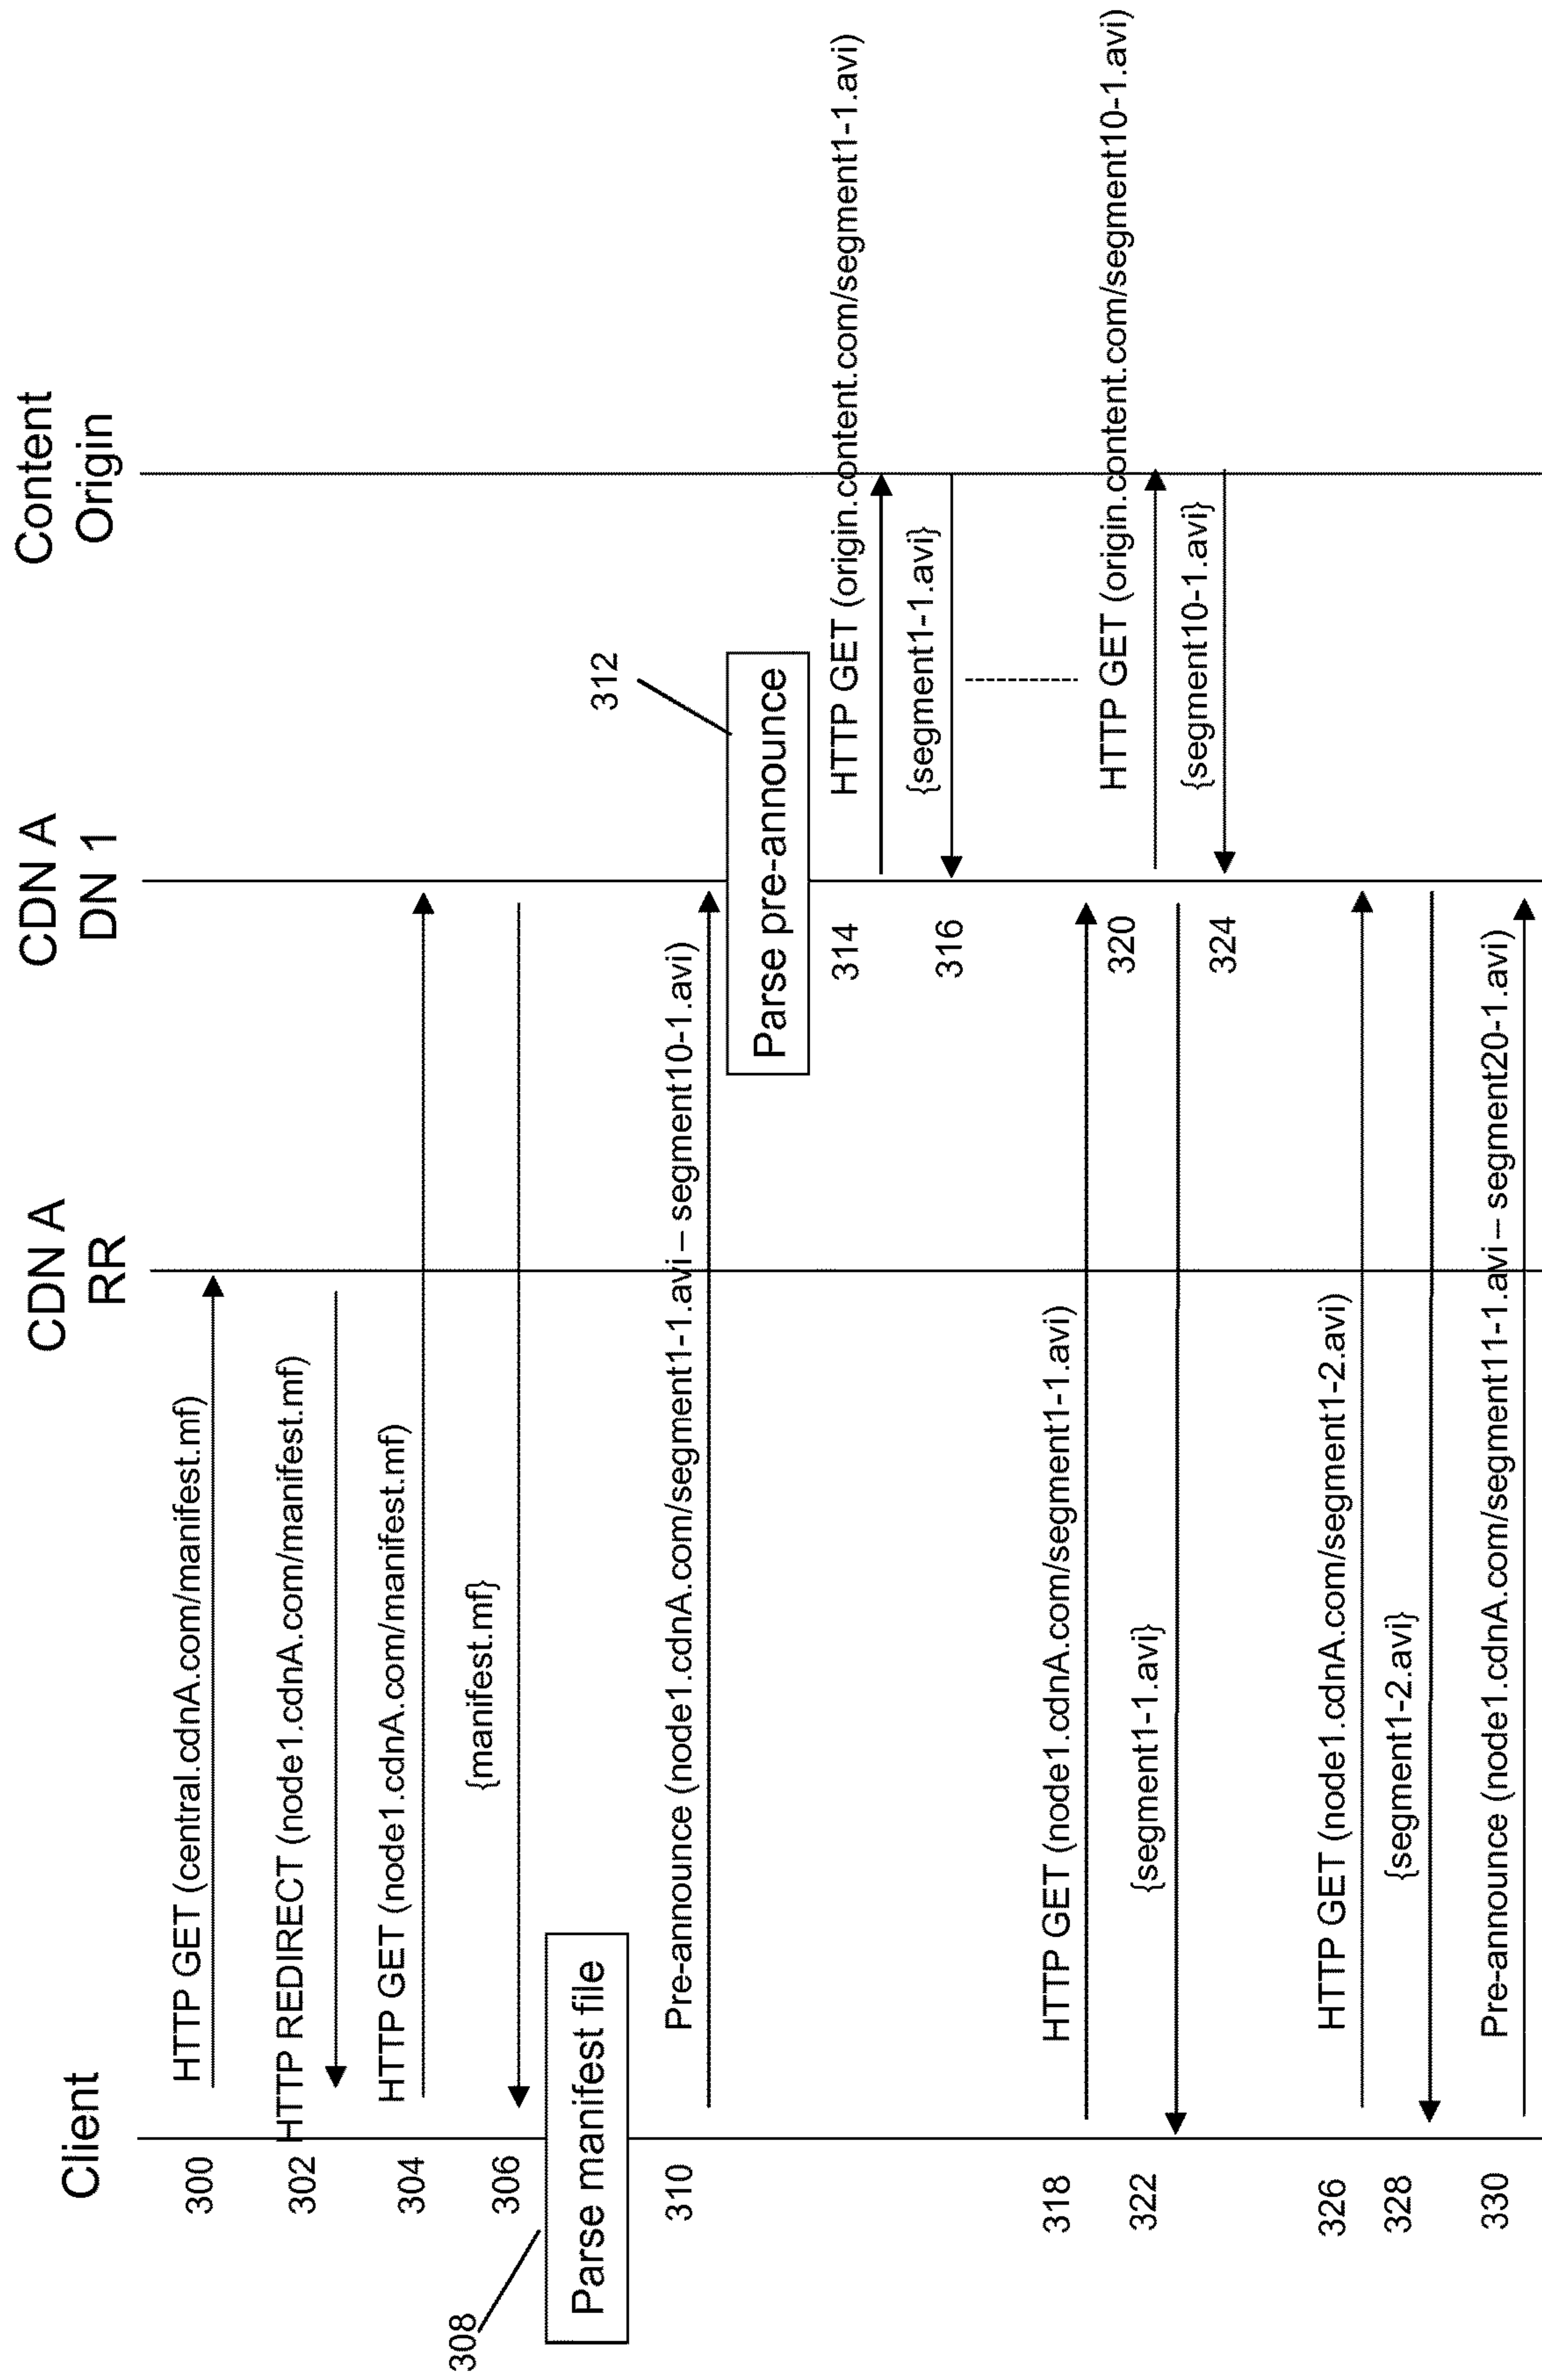 Client
CDN A
RR
CDN A
DN 1
Content
Origin
300
HTTP GET (central.cdnA.com/manifest.mf)
302
HTTP REDIRECT (node1.cdnA.com/manifest.mf)
304
HTTP GET (node1.cdnA.com/manifest.mf)
306
{manifest.mf}
308
Parse manifest file
310
Pre-announce (node1.cdnA.com/segment1-1.avi – segment10-1.avi)
312
Parse pre-announce
314
HTTP GET (origin.content.com/segment1-1.avi)
316
{segment1-1.avi}
318
HTTP GET (node1.cdnA.com/segment1-1.avi)
320
HTTP GET (origin.content.com/segment10-1.avi)
322
{segment1-1.avi}
324
{segment10-1.avi}
326
HTTP GET (node1.cdnA.com/segment1-2.avi)
328
{segment1-2.avi}
330
Pre-announce (node1.cdnA.com/segment11-1.avi – segment20-1.avi)